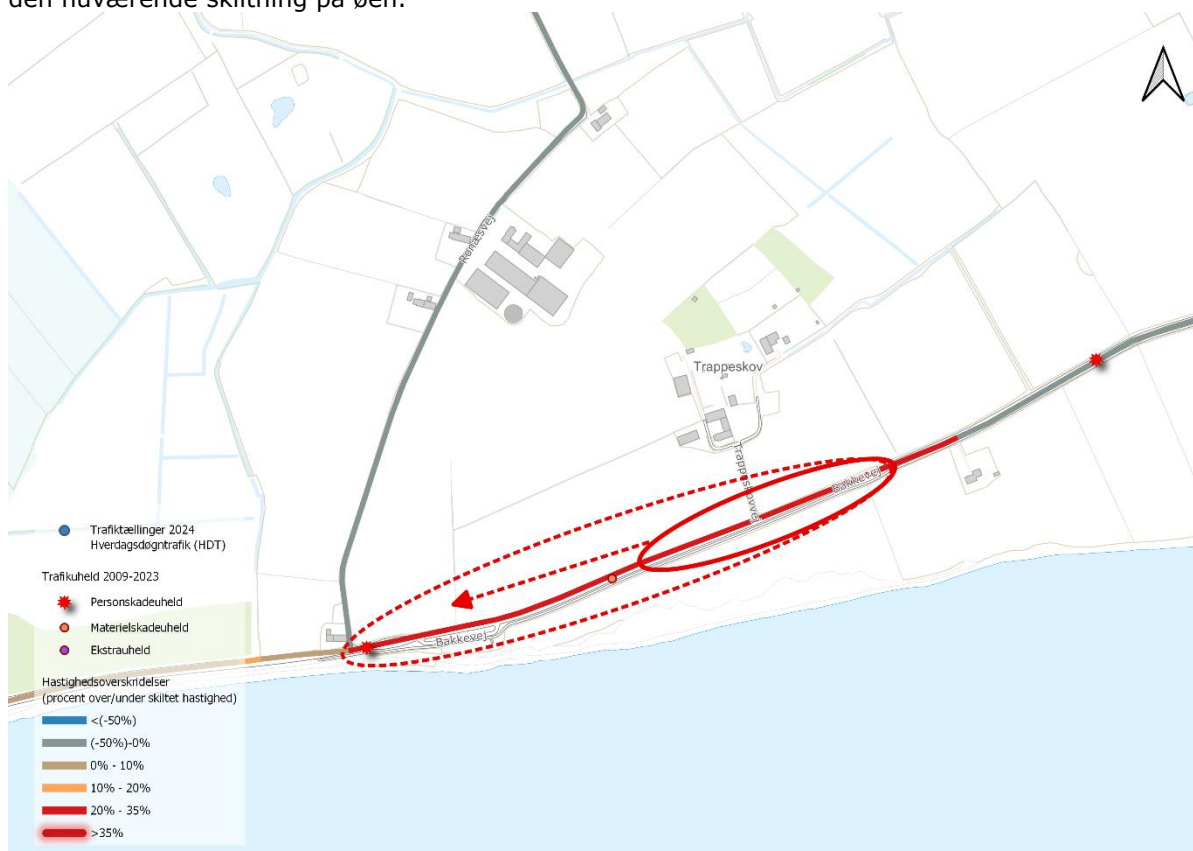 den nuværende skiltning på øen.
Rønæsvej
Trappeskov
Trappeskovvej
Bakkevej
Bakkevej
Trafiktællinger 2024
Hverdagsdøgntrafik (HDT)
Trafikuheld 2009-2023
Personskadeuheld
Materielskadeuheld
Ekstrauheld
Hastighedsoverskridelser
(procent over/under skiltet hastighed)
<(-50%)
(-50%)-0%
0% - 10%
10% - 20%
20% - 35%
>35%